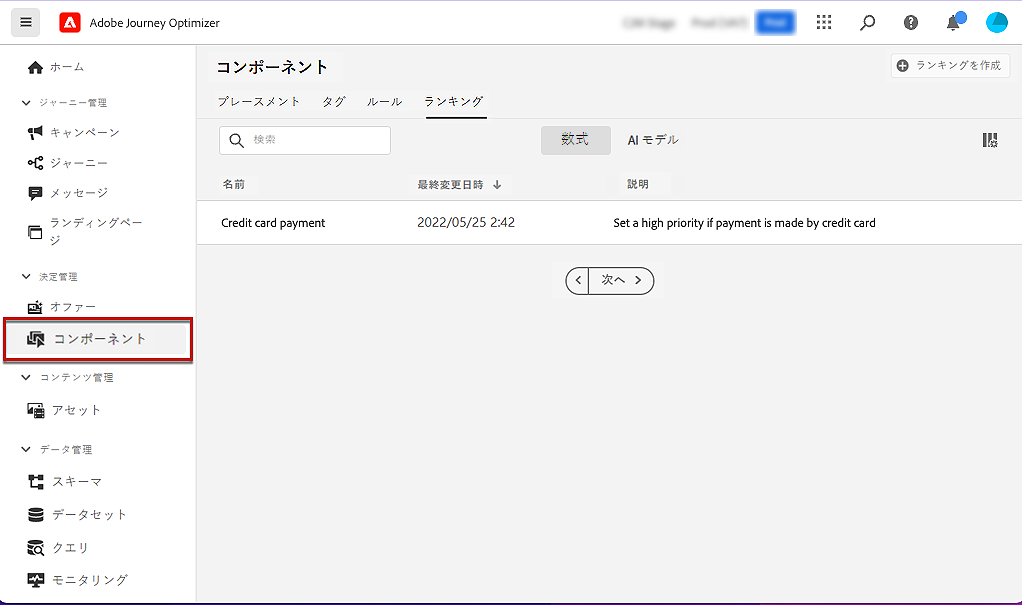 Adobe Journey Optimizer
ホーム
ジャーニー管理
キャンペーン
ジャーニー
メッセージ
ランディングペー
ジ
決定管理
オファー
コンポーネント
コンテンツ管理
アセット
データ管理
スキーマ
データセット
クエリ
モニタリング
コンポーネント
ランキングを作成
プレースメント タグ ルール ランキング
検索
数式 AI モデル
名前 最終変更日時 説明
Credit card payment 2022/05/25 2:42 Set a high priority if payment is made by credit card
次へ